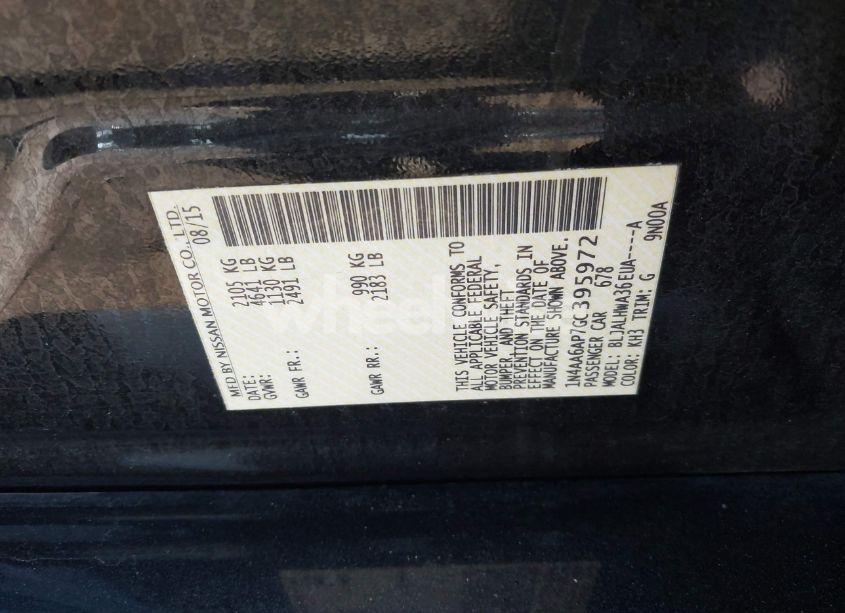 MFD BY NISSAN MOTOR CO., LTD.
DATE: 08/15
GVWR: 2105 KG
4641 LB
GAWR FR.: 1130 KG
2491 LB
GAWR RR.: 990 KG
2183 LB
THIS VEHICLE CONFORMS TO
ALL APPLICABLE FEDERAL
MOTOR VEHICLE SAFETY,
BUMPER, AND THEFT
PREVENTION STANDARDS IN
EFFECT ON THE DATE OF
MANUFACTURE SHOWN ABOVE.
1N4AA6AP7GC395972
PASSENGER CAR 678
MODEL: BLJALHWA36EUA----A
COLOR: KH3 TRIM: G 9N00A